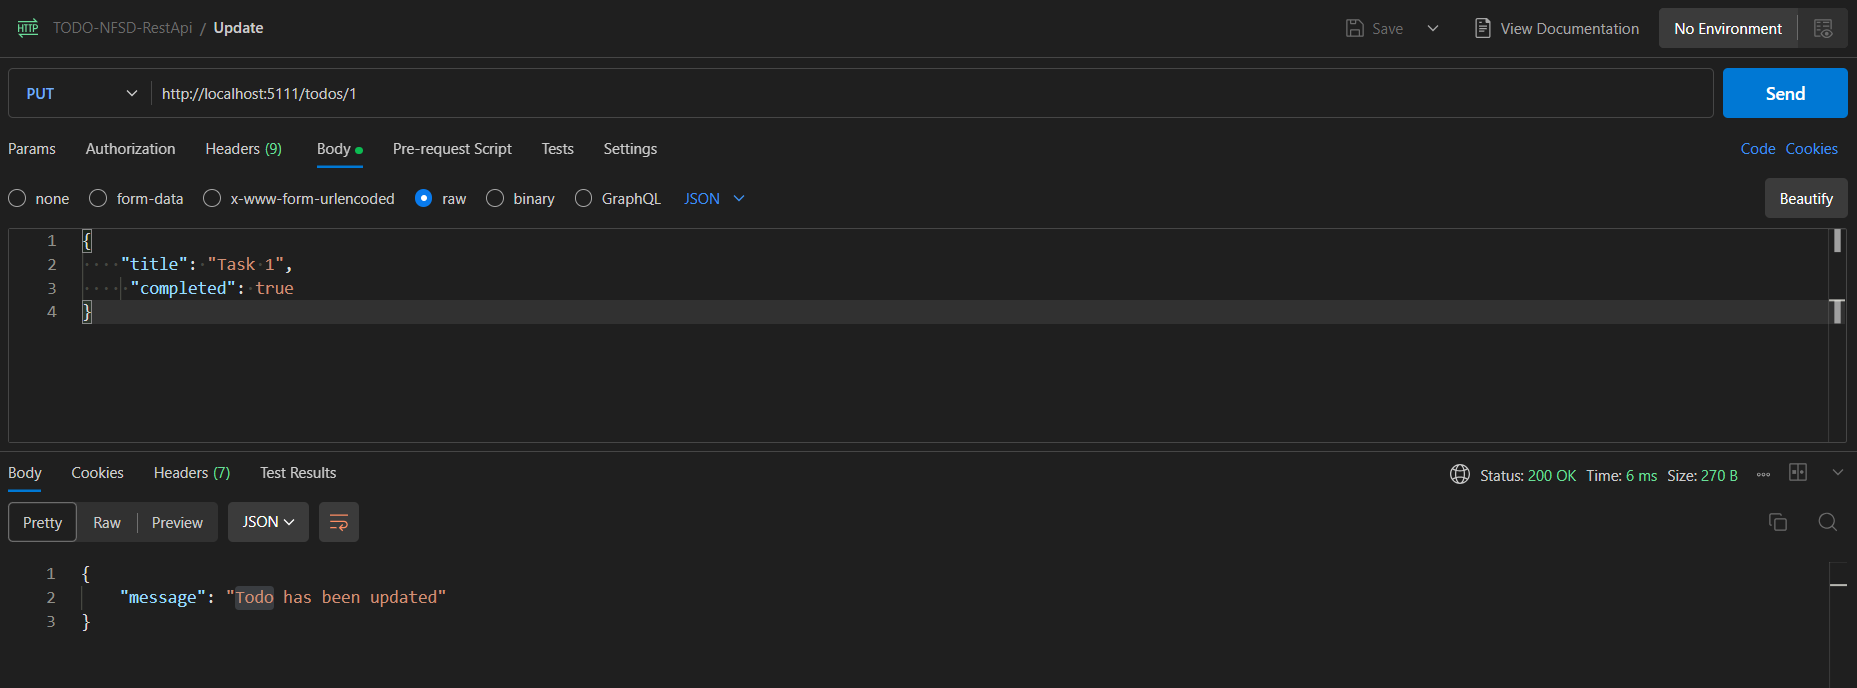 HTTP TODO-NFSD-RestApi / Update Save View Documentation No Environment
PUT http://localhost:5111/todos/1 Send
Params Authorization Headers (9) Body Pre-request Script Tests Settings Code Cookies
none form-data x-www-form-urlencoded raw binary GraphQL JSON Beautify
1 {
2 "title": "Task 1",
3 "completed": true
4 }
Body Cookies Headers (7) Test Results Status: 200 OK Time: 6 ms Size: 270 B
Pretty Raw Preview JSON
1 {
2 "message": "Todo has been updated"
3 }